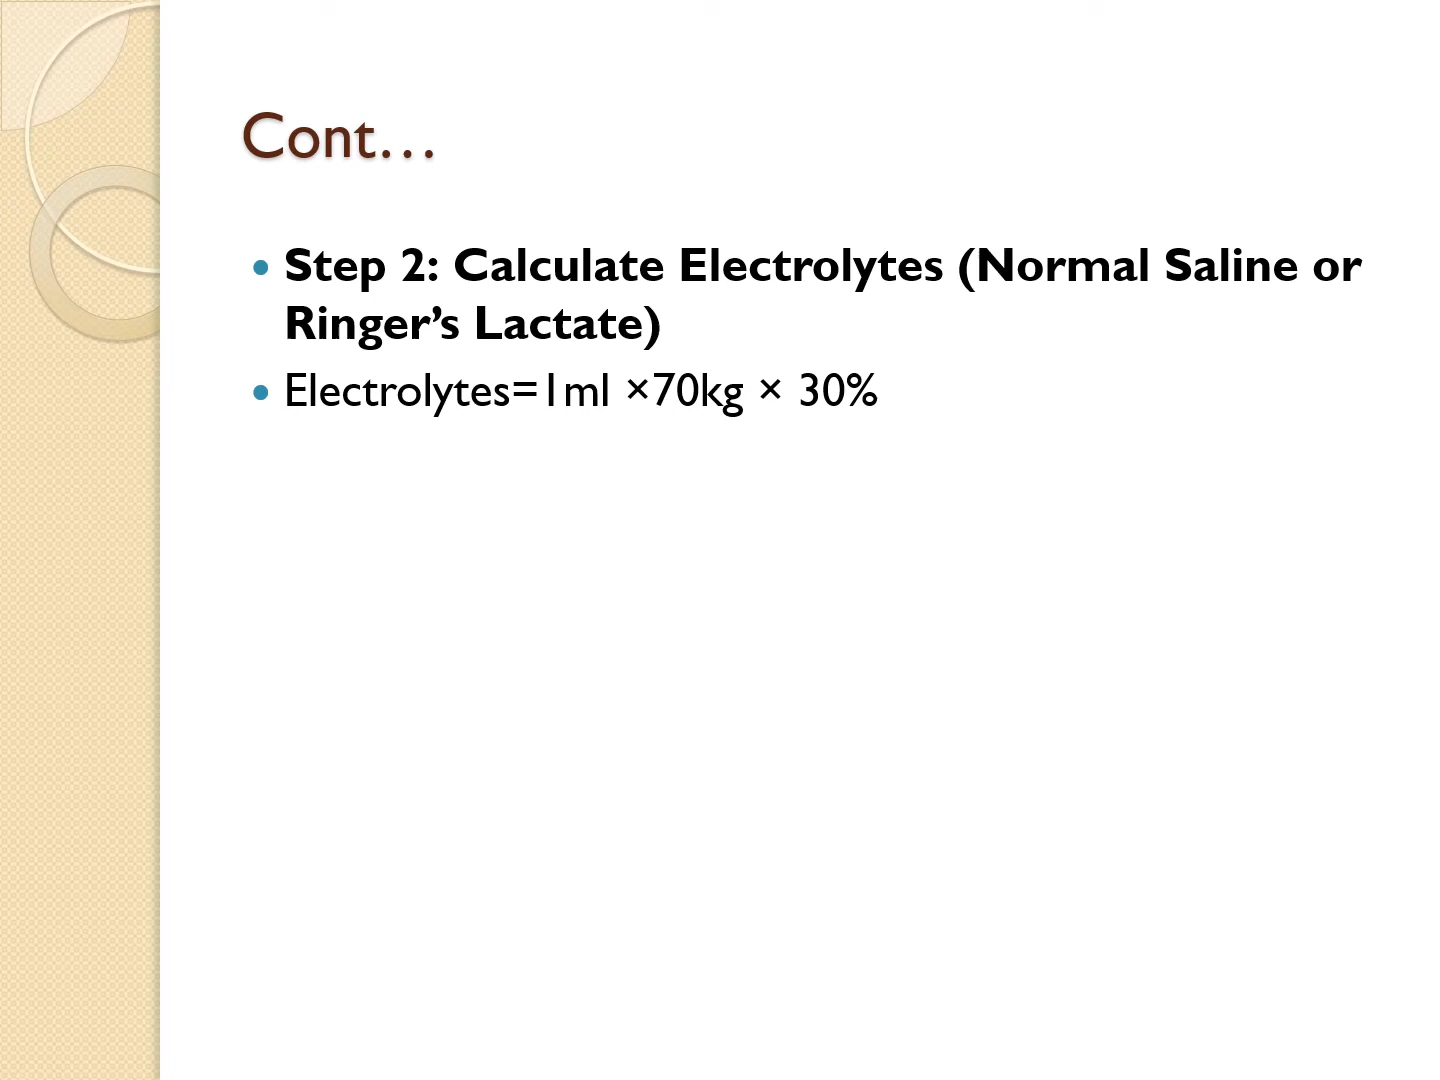 Cont…
• Step 2: Calculate Electrolytes (Normal Saline or
Ringer’s Lactate)
• Electrolytes=1ml ×70kg × 30%